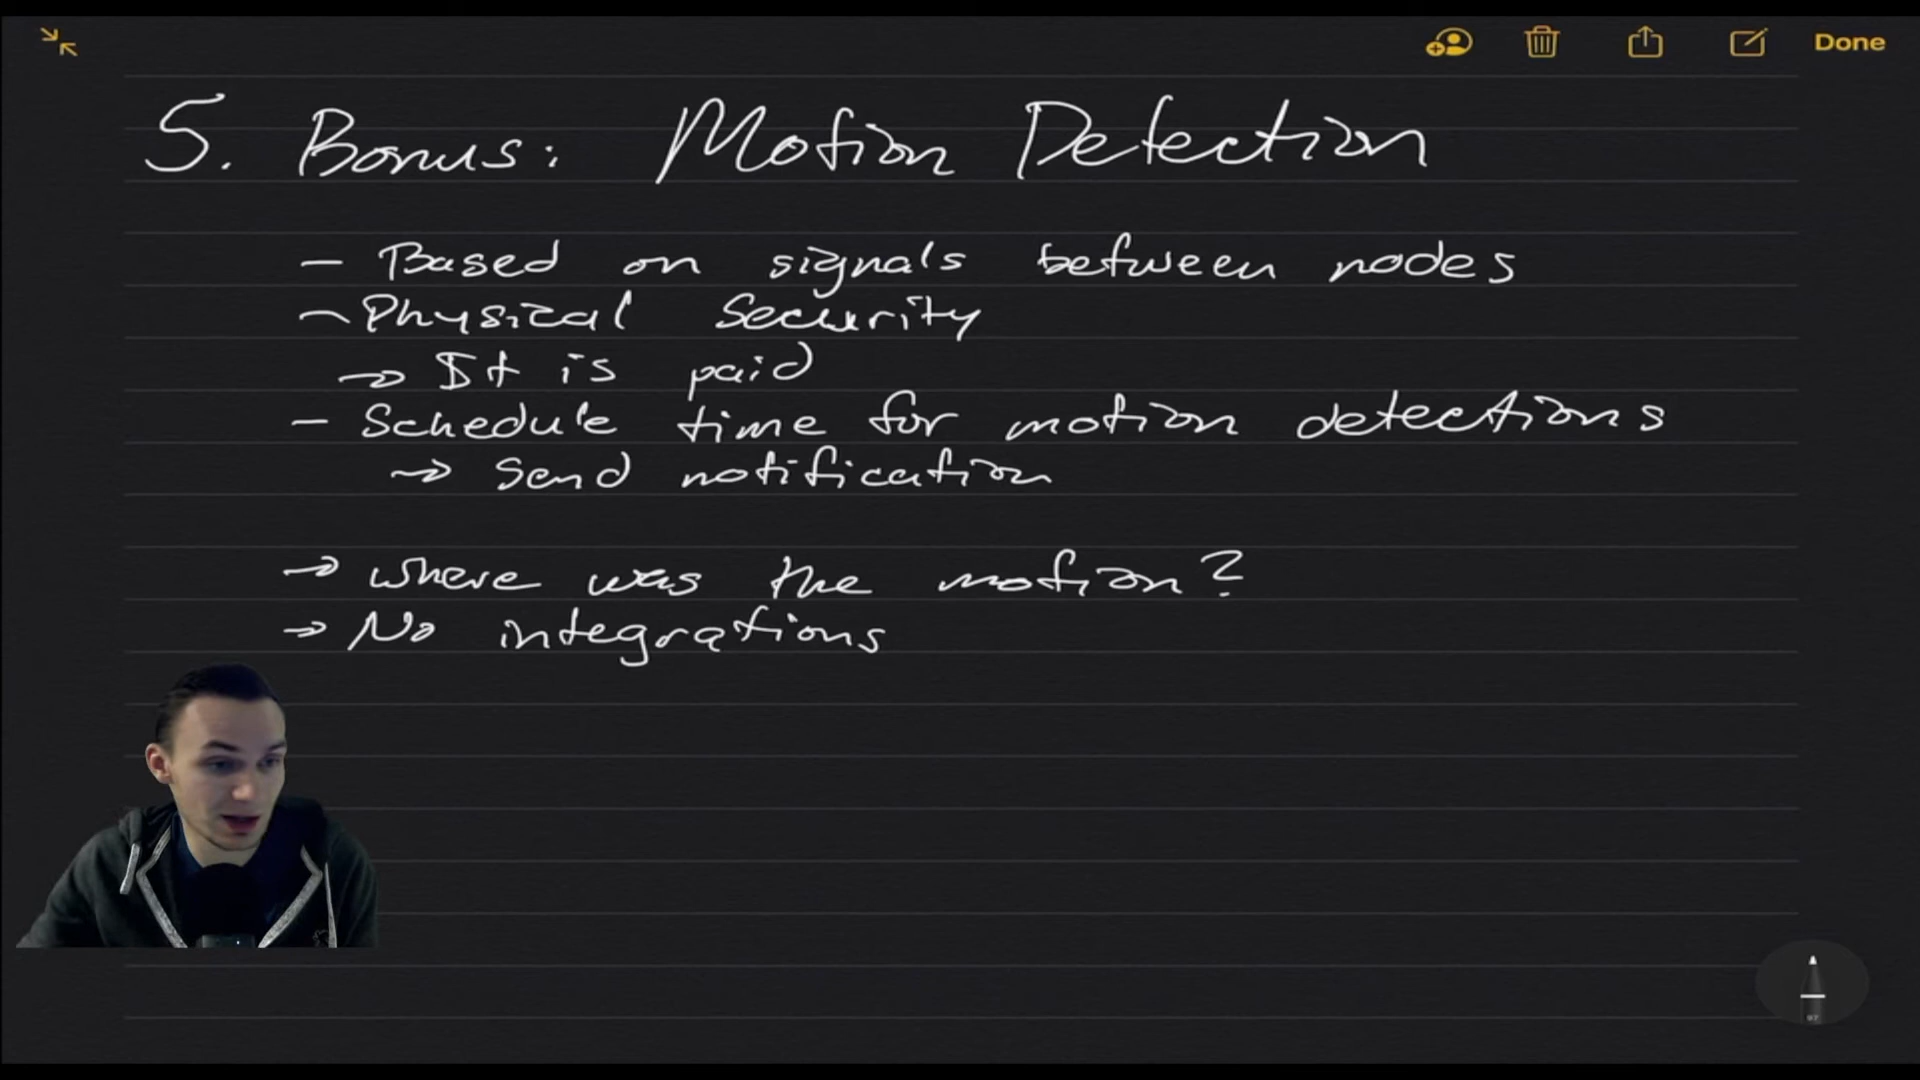 Done
5. Bonus: Motion Detection
- Based on signals between nodes
- Physical Security
→ It is paid
- Schedule time for motion detections
→ Send notification
→ where was the motion?
→ No integrations
97